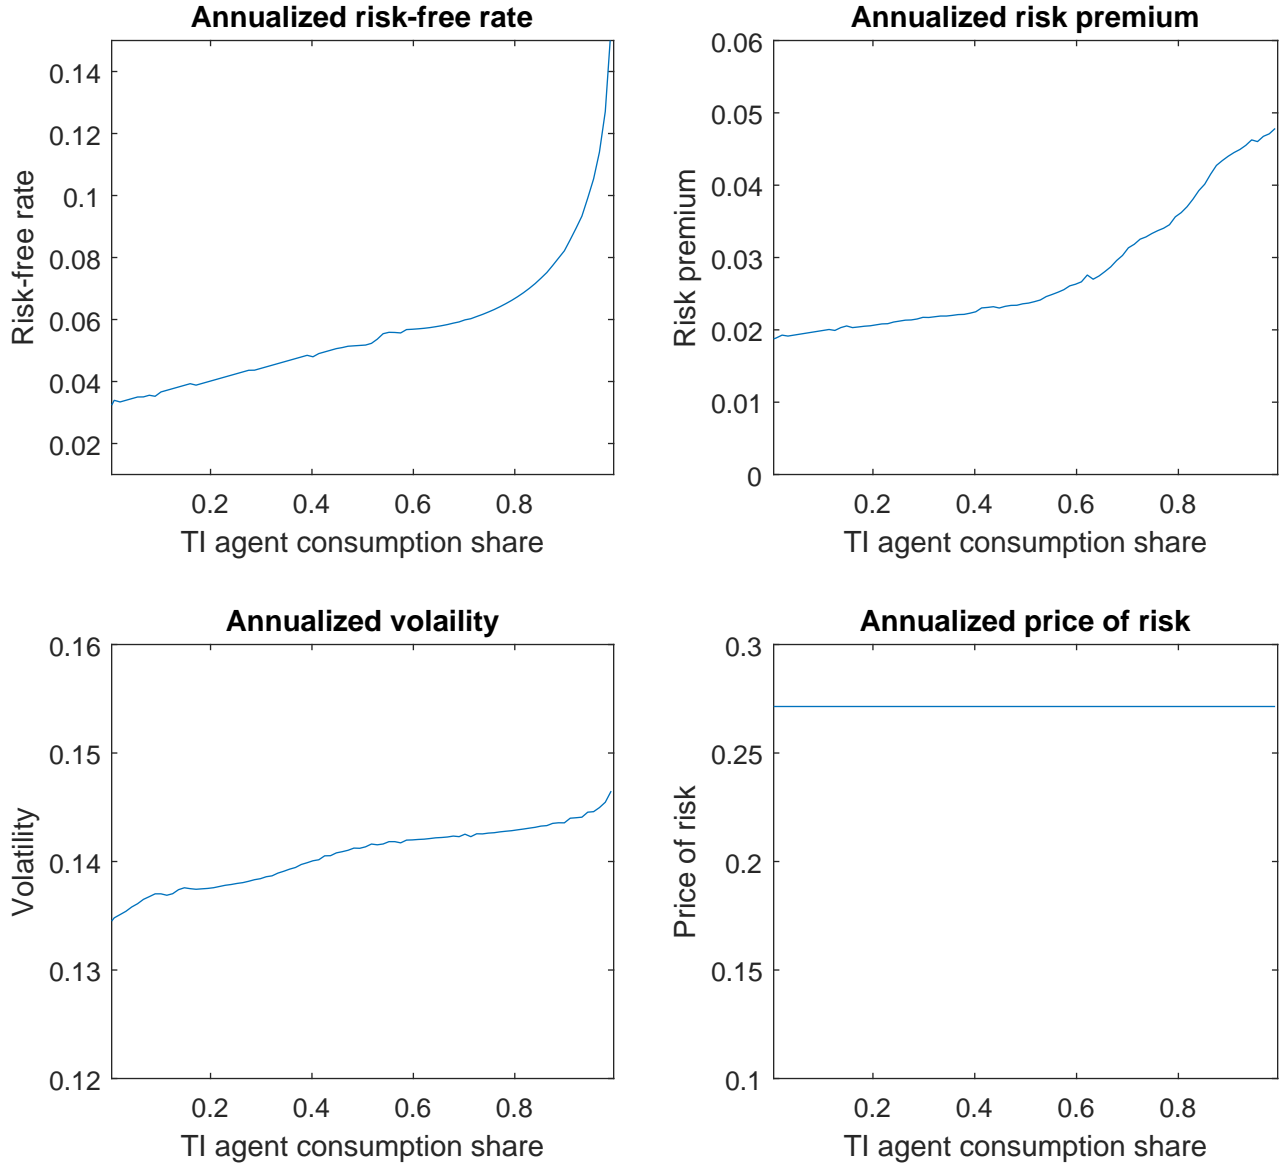 Annualized risk-free rate
Risk-free rate
0.14
0.12
0.1
0.08
0.06
0.04
0.02
0.2 0.4 0.6 0.8
TI agent consumption share
Annualized risk premium
Risk premium
0.06
0.05
0.04
0.03
0.02
0.01
0
0.2 0.4 0.6 0.8
TI agent consumption share
Annualized volaility
Volatility
0.16
0.15
0.14
0.13
0.12
0.2 0.4 0.6 0.8
TI agent consumption share
Annualized price of risk
Price of risk
0.3
0.25
0.2
0.15
0.1
0.2 0.4 0.6 0.8
TI agent consumption share